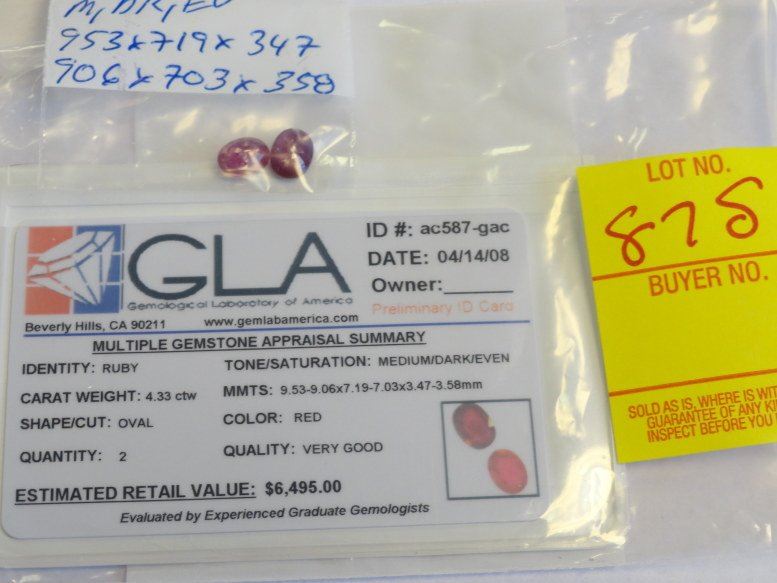 M, DK, EV
953x719x347
906x703x358
LOT NO.
878
BUYER NO.
SOLD AS IS, WHERE IS WIT
GUARANTEE OF ANY KI
INSPECT BEFORE YOU
GLA
Gemological Laboratory of America
Beverly Hills, CA 90211 www.gemlabamerica.com
ID #: ac587-gac
DATE: 04/14/08
Owner:______
Preliminary ID Card
MULTIPLE GEMSTONE APPRAISAL SUMMARY
IDENTITY: RUBY
TONE/SATURATION: MEDIUM/DARK/EVEN
CARAT WEIGHT: 4.33 ctw
MMTS: 9.53-9.06x7.19-7.03x3.47-3.58mm
SHAPE/CUT: OVAL
COLOR: RED
QUANTITY: 2
QUALITY: VERY GOOD
ESTIMATED RETAIL VALUE: $6,495.00
Evaluated by Experienced Graduate Gemologists